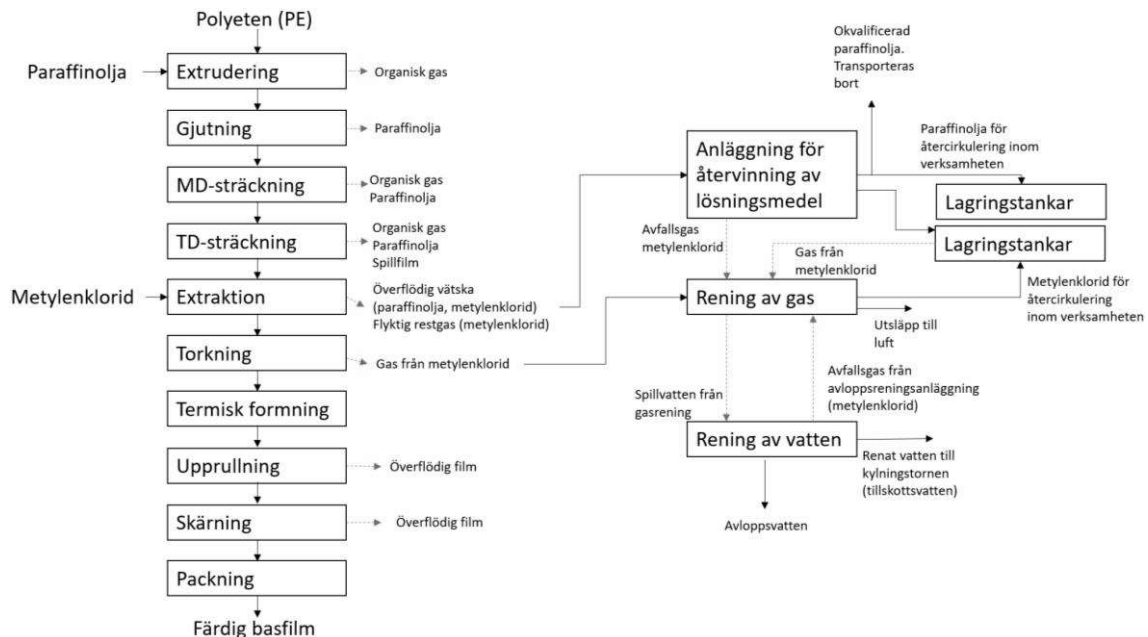 Polyeten (PE)
Paraffinolja
Extrudering
Organisk gas
Gjutning
Paraffinolja
MD-sträckning
Organisk gas
Paraffinolja
TD-sträckning
Organisk gas
Paraffinolja
Spillfilm
Metylenklorid
Extraktion
Överflödig vätska
(paraffinolja, metylenklorid)
Flyktig restgas (metylenklorid)
Torkning
Gas från metylenklorid
Termisk formning
Upprullning
Överflödig film
Skärning
Överflödig film
Packning
Färdig basfilm
Okvalificerad
paraffinolja.
Transporteras
bort
Anläggning för
återvinning av
lösningsmedel
Paraffinolja för
återcirkulering inom
verksamheten
Lagringstankar
Lagringstankar
Avfallsgas
metylenklorid
Gas från
metylenklorid
Rening av gas
Metylenklorid för
återcirkulering
inom verksamheten
Utsläpp till
luft
Spillvatten från
gasrening
Avfallsgas från
avloppsreningsanläggning
(metylenklorid)
Rening av vatten
Renat vatten till
kylningstornen
(tillskottsvatten)
Avloppsvatten